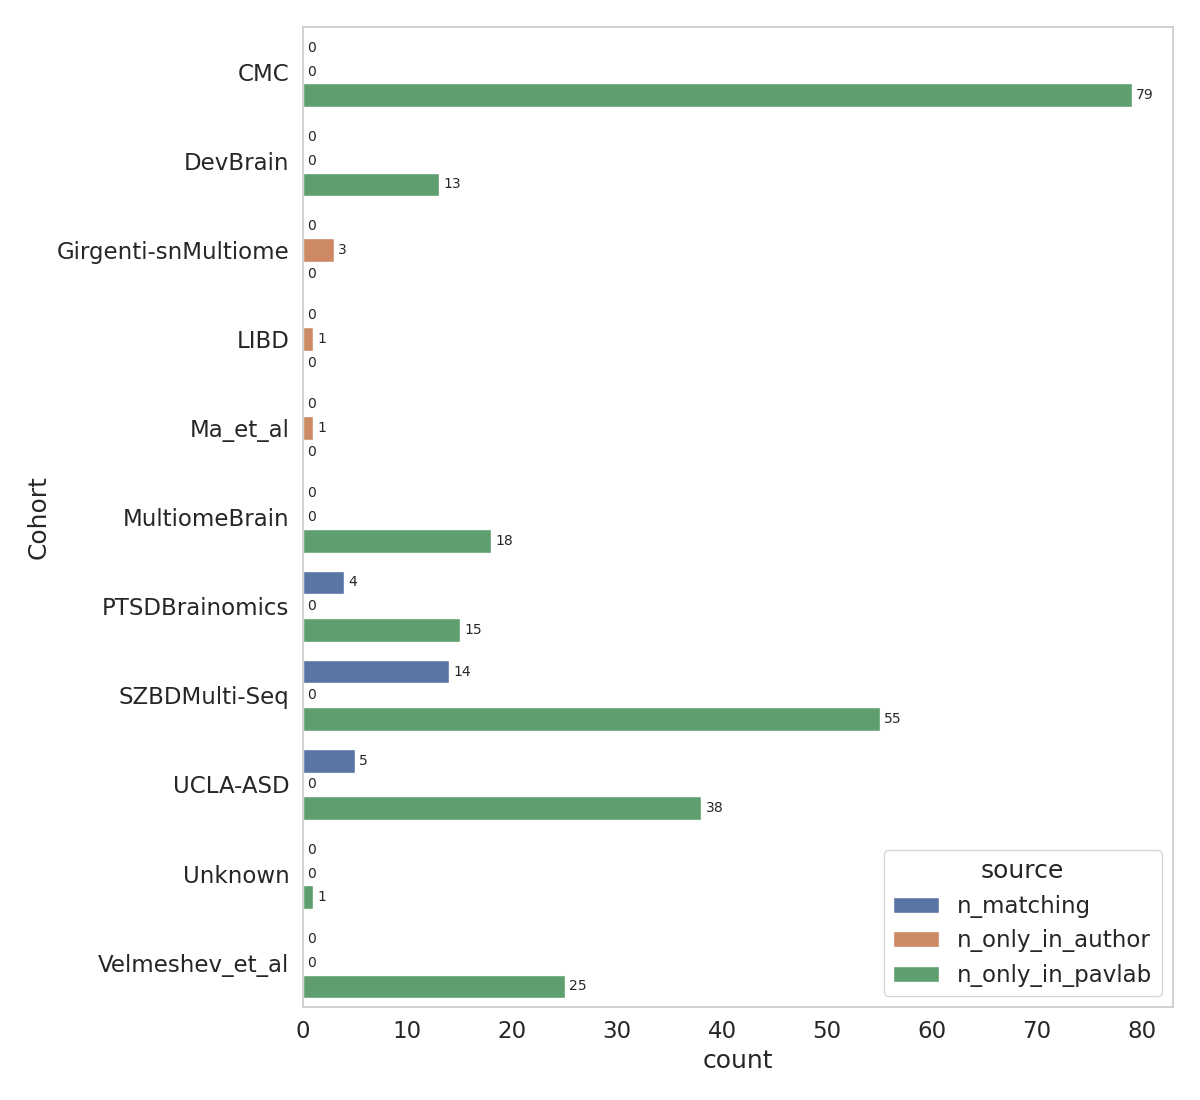 0
CMC 0
79
0
DevBrain 0
13
0
Girgenti-snMultiome 3
0
0
LIBD 1
0
0
Ma_et_al 1
0
0
MultiomeBrain 0
18
4
PTSDBrainomics 0
15
14
SZBDMulti-Seq 0
55
5
UCLA-ASD 0
38
0
Unknown 0
1
0
Velmeshev_et_al 0
25
Cohort
source
n_matching
n_only_in_author
n_only_in_pavlab
0 10 20 30 40 50 60 70 80
count